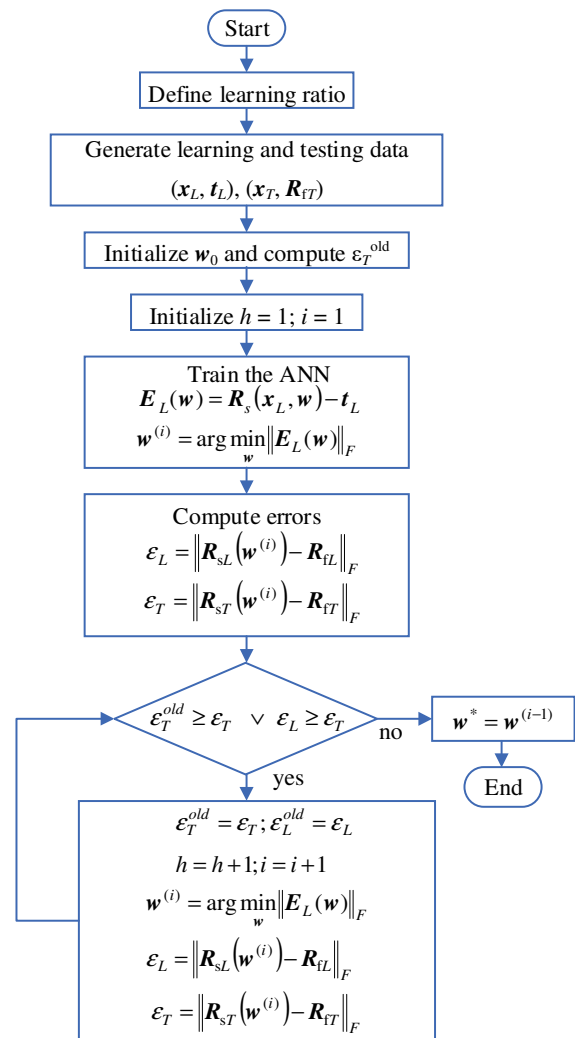 Start
Define learning ratio
Generate learning and testing data
(x_L, t_L), (x_T, R_fT)
Initialize w_0 and compute ε_T^old
Initialize h = 1; i = 1
Train the ANN
E_L(w) = R_s(x_L, w) − t_L
w^(i) = arg min_w ‖E_L(w)‖_F
Compute errors
ε_L = ‖R_sL(w^(i)) − R_fL‖_F
ε_T = ‖R_sT(w^(i)) − R_fT‖_F
ε_T^old ≥ ε_T ∨ ε_L ≥ ε_T
no
w^* = w^(i−1)
End
yes
ε_T^old = ε_T; ε_L^old = ε_L
h = h+1; i = i+1
w^(i) = arg min_w ‖E_L(w)‖_F
ε_L = ‖R_sL(w^(i)) − R_fL‖_F
ε_T = ‖R_sT(w^(i)) − R_fT‖_F